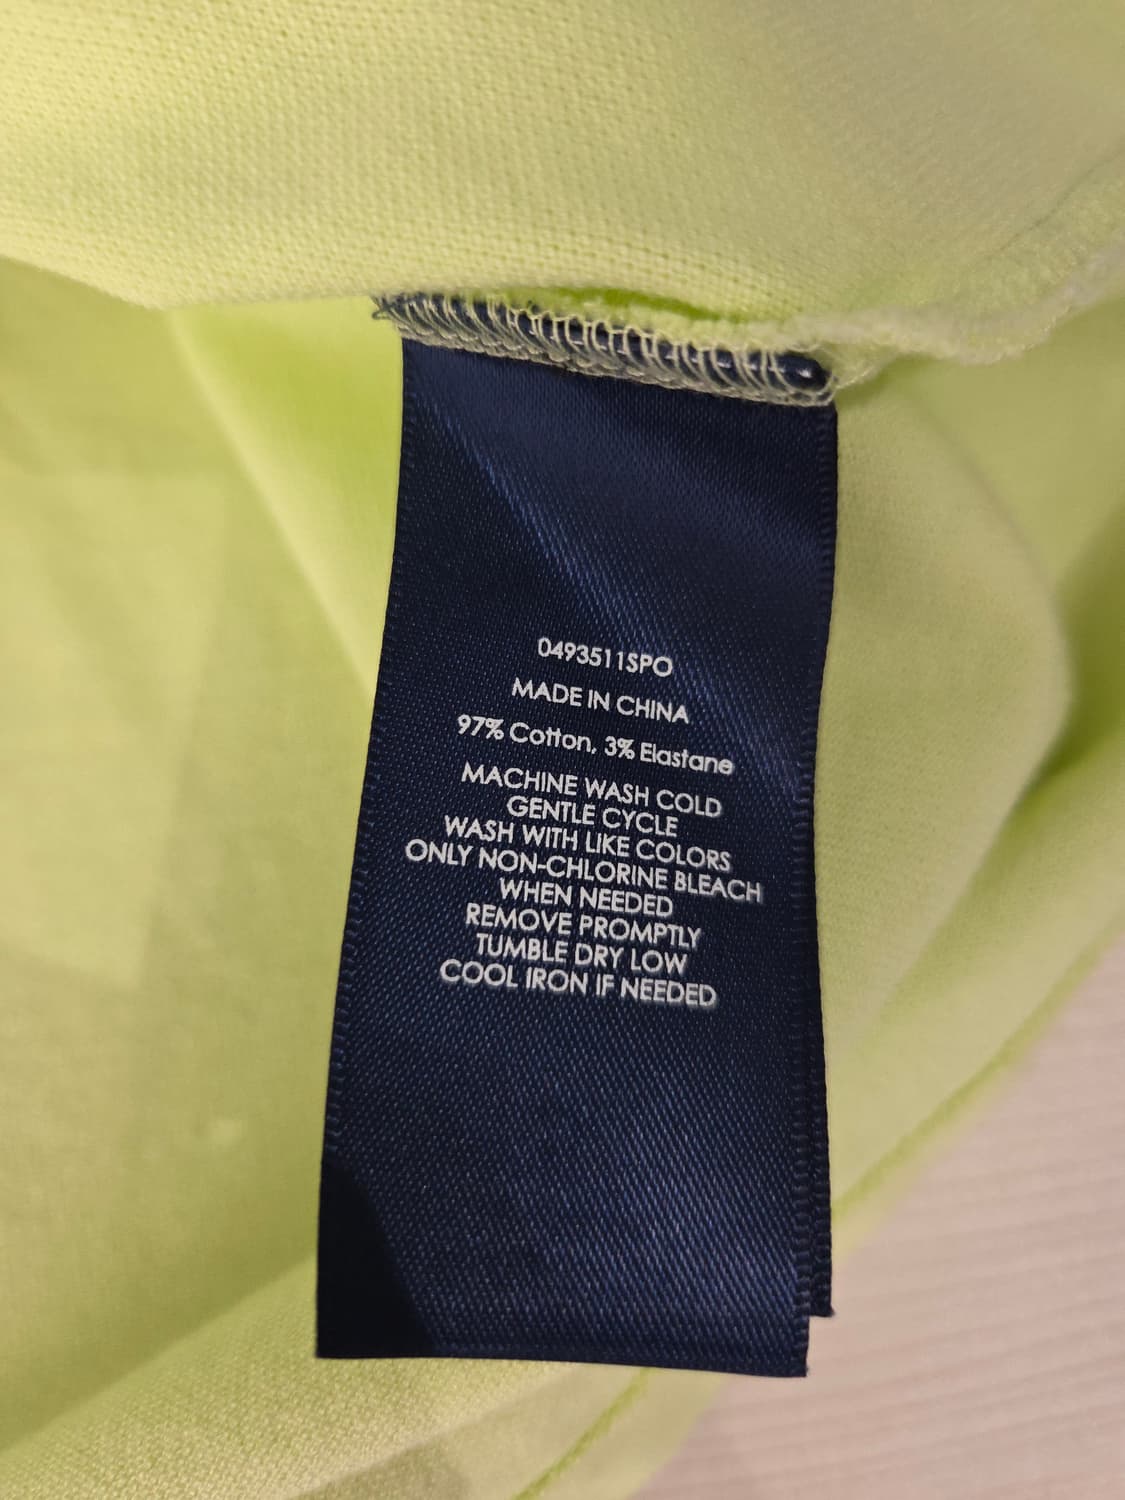 0493511SPO
MADE IN CHINA
97% Cotton, 3% Elastane
MACHINE WASH COLD
GENTLE CYCLE
WASH WITH LIKE COLORS
ONLY NON-CHLORINE BLEACH
WHEN NEEDED
REMOVE PROMPTLY
TUMBLE DRY LOW
COOL IRON IF NEEDED